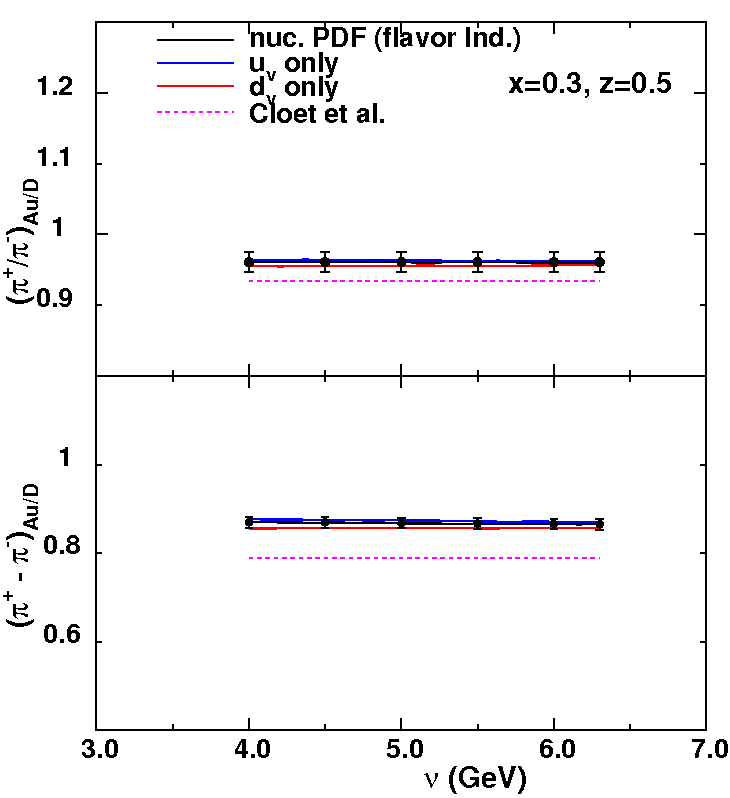 nuc. PDF (flavor Ind.)
u_v only
d_v only
Cloet et al.
x=0.3, z=0.5
1.2
1.1
1
0.9
(π⁺/π⁻)_Au/D
1
0.8
0.6
(π⁺ - π⁻)_Au/D
3.0 4.0 5.0 6.0 7.0
ν (GeV)